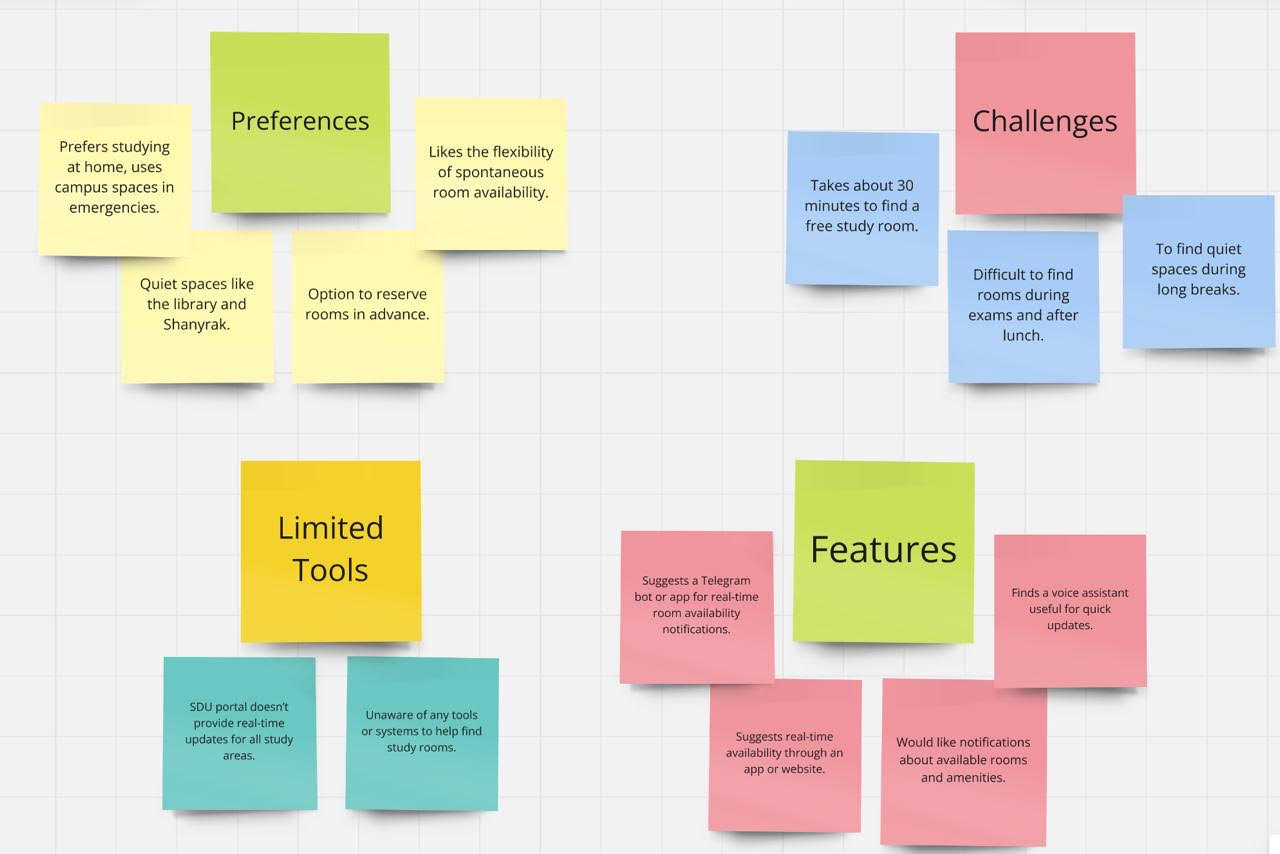 Preferences
Prefers studying
at home, uses
campus spaces in
emergencies.
Likes the flexibility
of spontaneous
room availability.
Quiet spaces like
the library and
Shanyrak.
Option to reserve
rooms in advance.
Challenges
Takes about 30
minutes to find a
free study room.
Difficult to find
rooms during
exams and after
lunch.
To find quiet
spaces during
long breaks.
Limited
Tools
SDU portal doesn’t
provide real-time
updates for all study
areas.
Unaware of any tools
or systems to help find
study rooms.
Features
Suggests a Telegram
bot or app for real-time
room availability
notifications.
Finds a voice assistant
useful for quick
updates.
Suggests real-time
availability through an
app or website.
Would like notifications
about available rooms
and amenities.